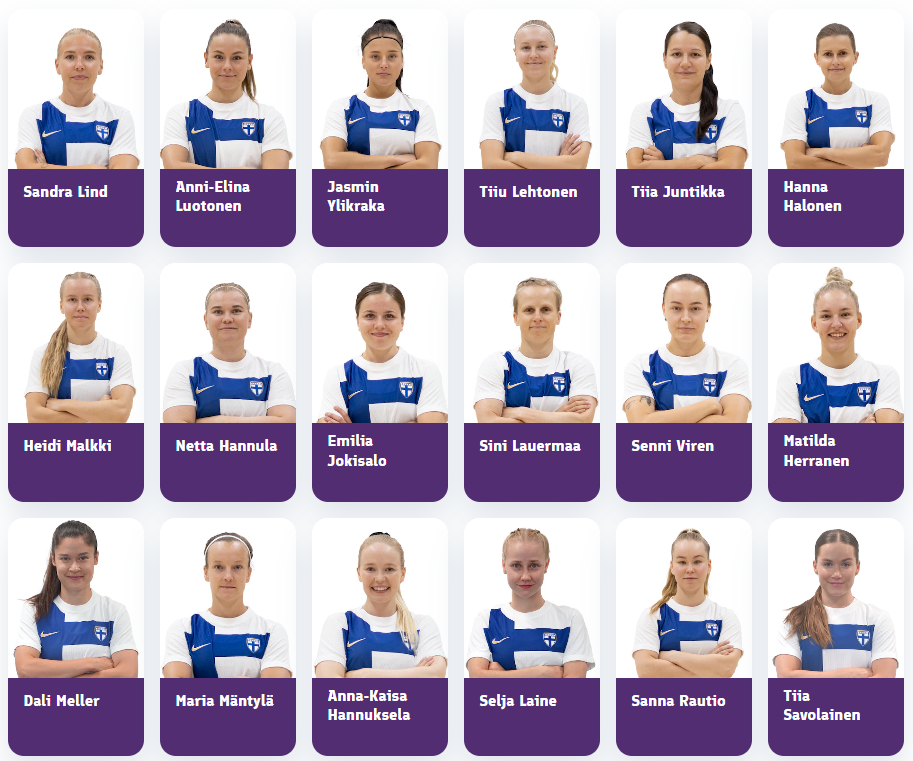 Sandra Lind
Anni-Elina
Luotonen
Jasmin
Ylikraka
Tiiu Lehtonen
Tiia Juntikka
Hanna
Halonen
Heidi Malkki
Netta Hannula
Emilia
Jokisalo
Sini Lauermaa
Senni Viren
Matilda
Herranen
Dali Meller
Maria Mäntylä
Anna-Kaisa
Hannuksela
Selja Laine
Sanna Rautio
Tiia
Savolainen